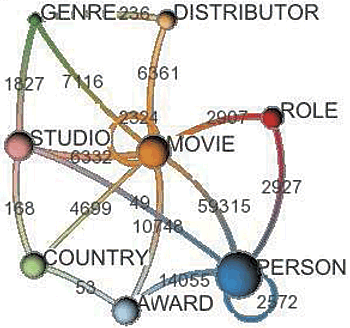 GENRE 236 DISTRIBUTOR
1827 7116 6361
2324 2907 ROLE
STUDIO MOVIE
6332
2927
168 4699 49 59315
10748
COUNTRY PERSON
53 14055
AWARD 2572